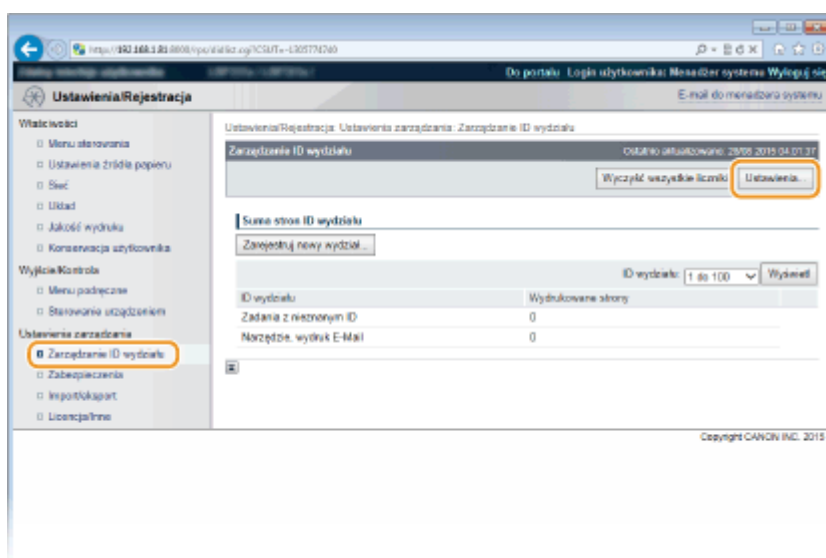 Do portalu Login użytkownika: Menadżer systemu Wyloguj się
Ustawienia/Rejestracja
E-mail do menadżera systemu
Właściwości
Menu sterowania
Ustawienia źródła papieru
Sieć
Układ
Jakość wydruku
Konserwacja użytkownika
Wyjście/Kontrola
Menu podręczne
Sterowanie urządzeniem
Ustawienia zarządzania
Zarządzanie ID wydziału
Zabezpieczenia
Import/eksport
Licencja/Inne
Ustawienia/Rejestracja: Ustawienia zarządzania: Zarządzanie ID wydziału
Zarządzanie ID wydziału
Ostatnio aktualizowano: 28/05 2015 04:01:37
Wyczyść wszystkie liczniki
Ustawienia...
Suma stron ID wydziału
Zarejestruj nowy wydział...
ID wydziału: 1 do 100 Wyświetl
ID wydziału Wydrukowane strony
Zadania z nieznanym ID 0
Narzędzie, wydruk E-Mail 0
Copyright CANON INC. 2015